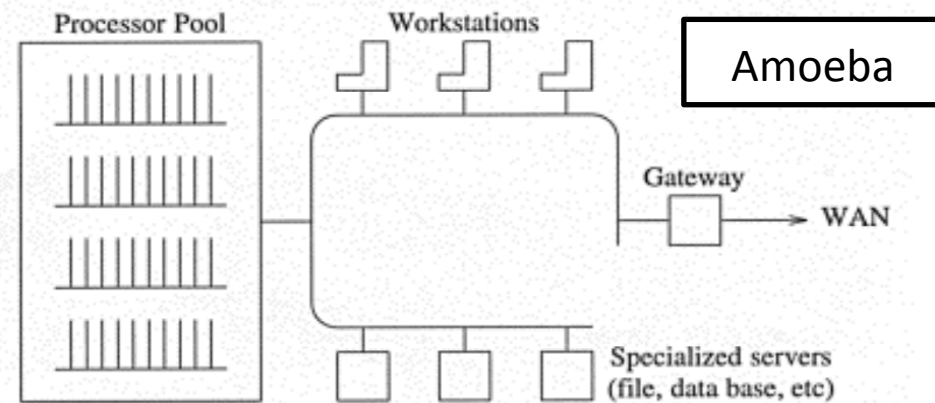 Processor Pool
Workstations
Amoeba
Gateway
WAN
Specialized servers
(file, data base, etc)